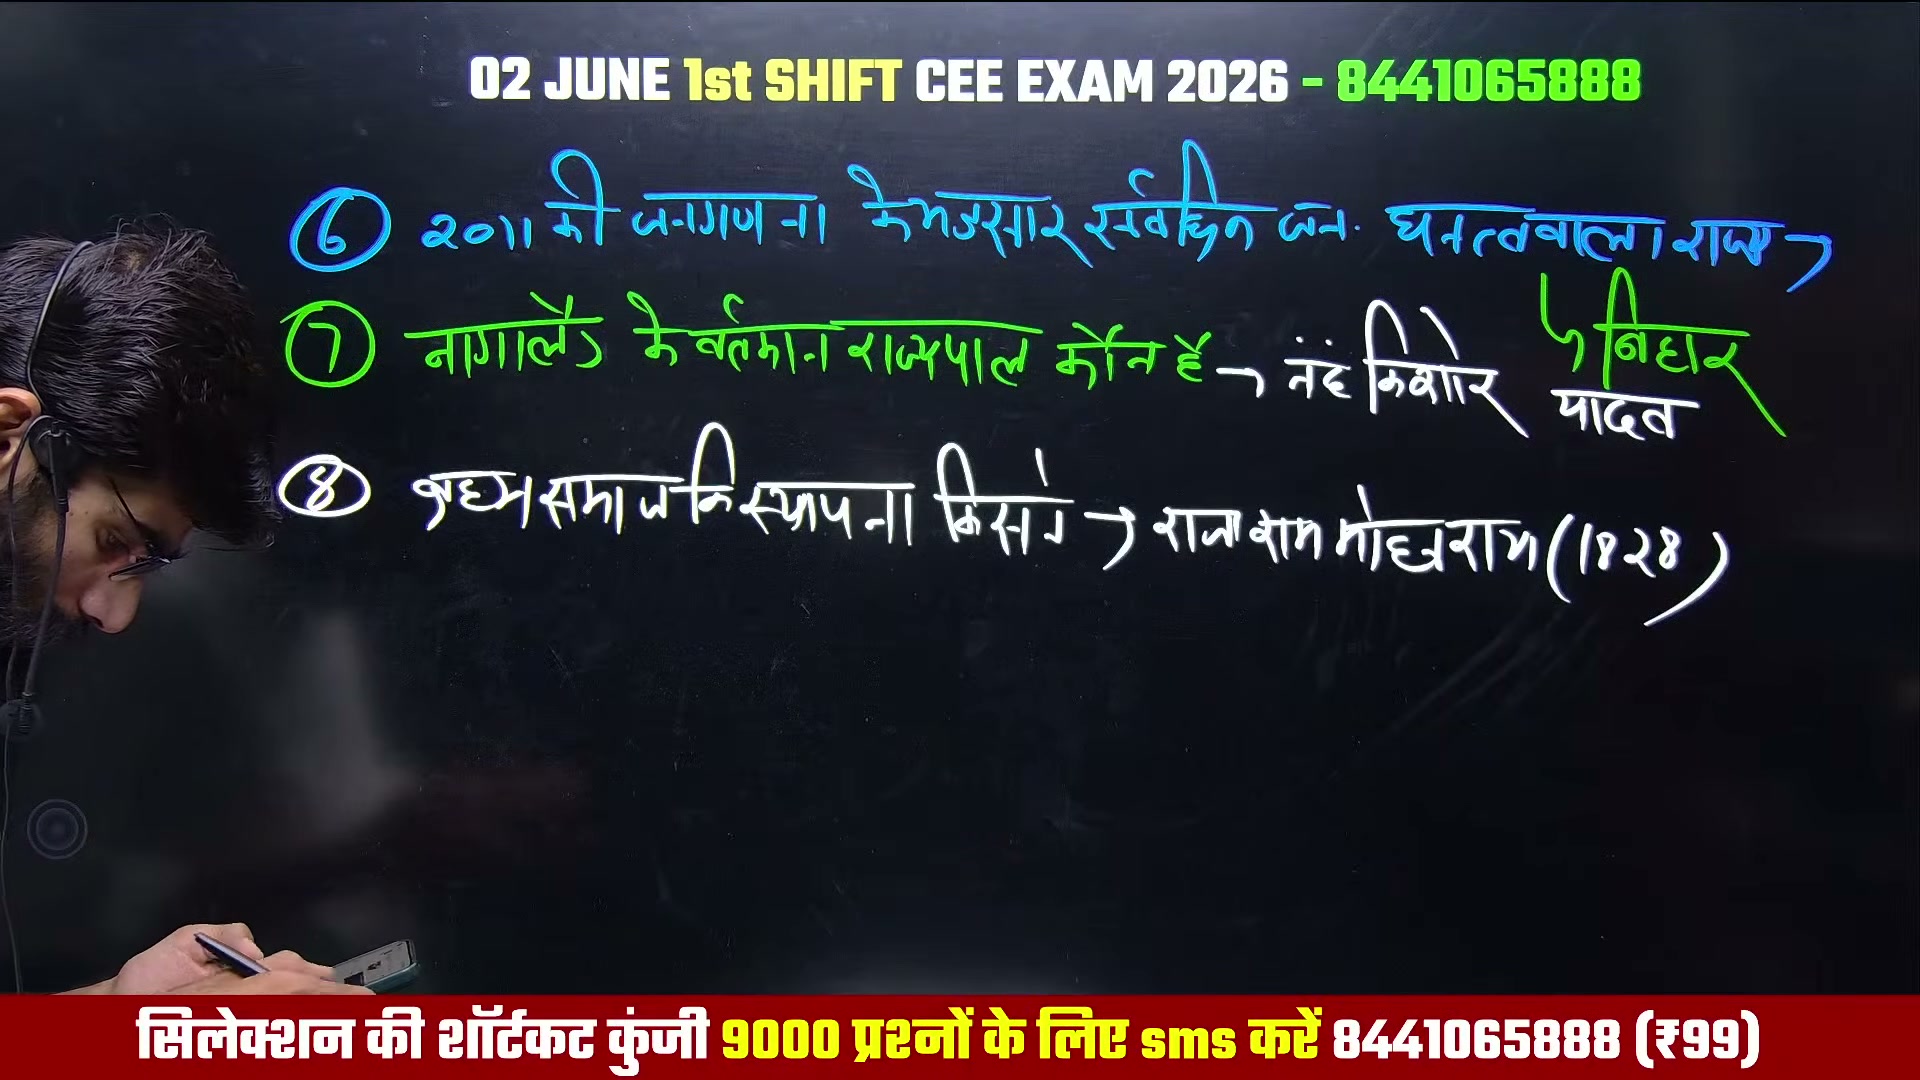 02 JUNE 1st SHIFT CEE EXAM 2026 - 8441065888
6 2011 की जनगणना के अनुसार सर्वाधिक जन. घनत्व वाला राज्य →
↳ बिहार
7 नागालैंड के वर्तमान राज्यपाल कौन है → नंद किशोर यादव
8 ब्रह्म समाज कि स्थापना किसने → राजा राम मोहन राय (1828)
सिलेक्शन की शॉर्टकट कुंजी 9000 प्रश्नों के लिए sms करें 8441065888 (₹99)